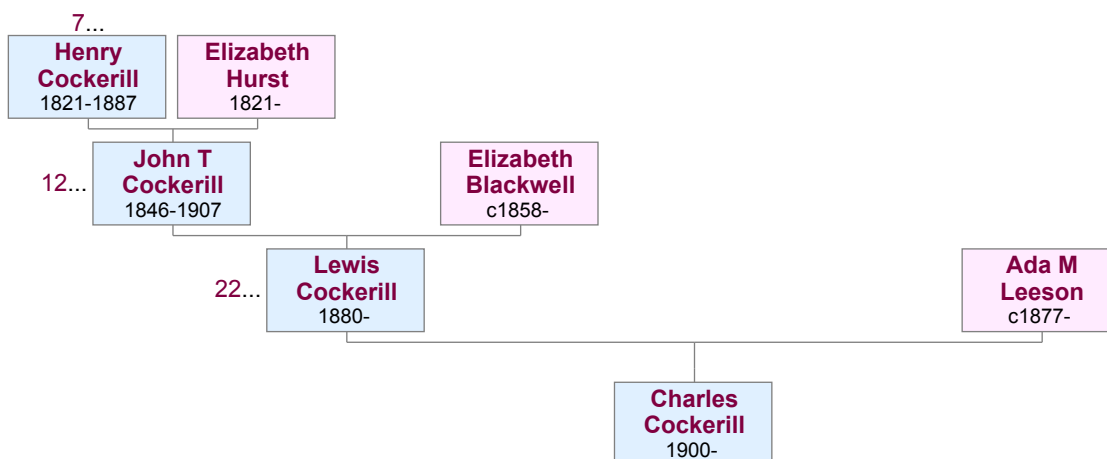 7...
Henry
Cockerill
1821-1887
Elizabeth
Hurst
1821-
12...
John T
Cockerill
1846-1907
Elizabeth
Blackwell
c1858-
22...
Lewis
Cockerill
1880-
Ada M
Leeson
c1877-
Charles
Cockerill
1900-